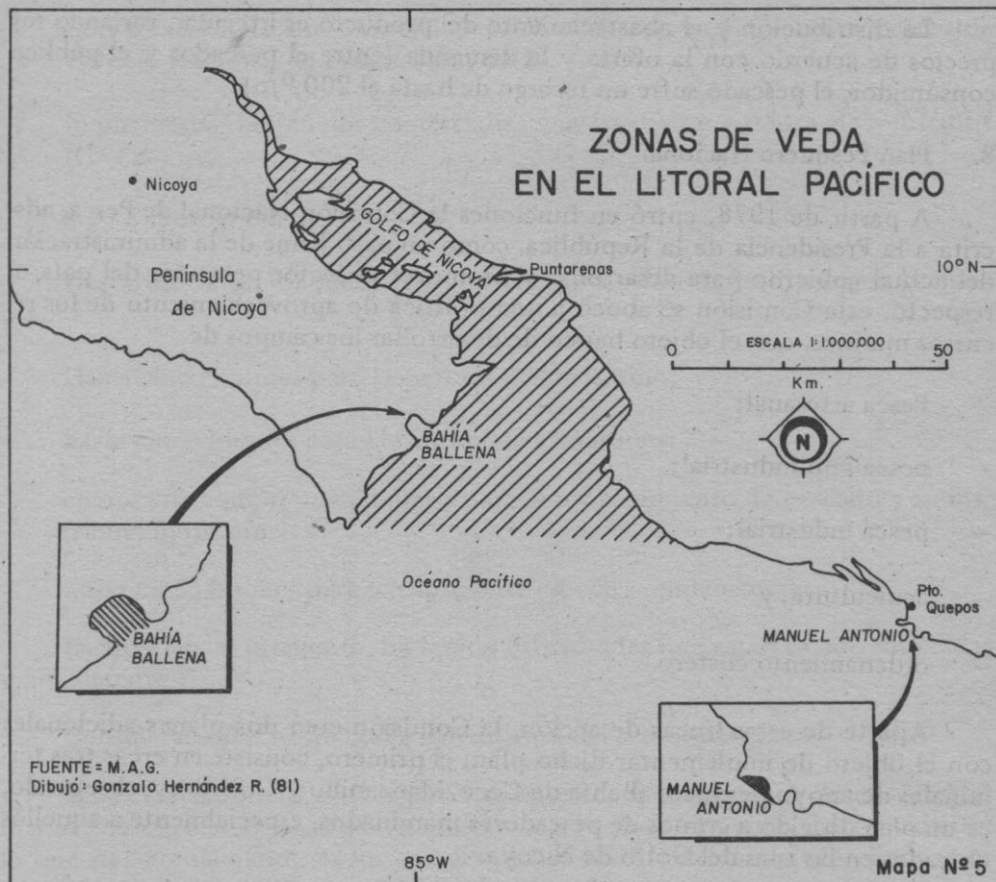 ZONAS DE VEDA
EN EL LITORAL PACÍFICO
Nicoya
GOLFO DE NICOYA
Puntarenas
10° N
Península
de Nicoya
ESCALA 1:1.000,000
0
50
Km.
N
BAHÍA
BALLENA
Océano Pacífico
Pto.
Quepos
MANUEL ANTONIO
BAHÍA
BALLENA
FUENTE: M.A.G.
Dibujó: Gonzalo Hernández R. (81)
MANUEL
ANTONIO
85°W
Mapa Nº 5